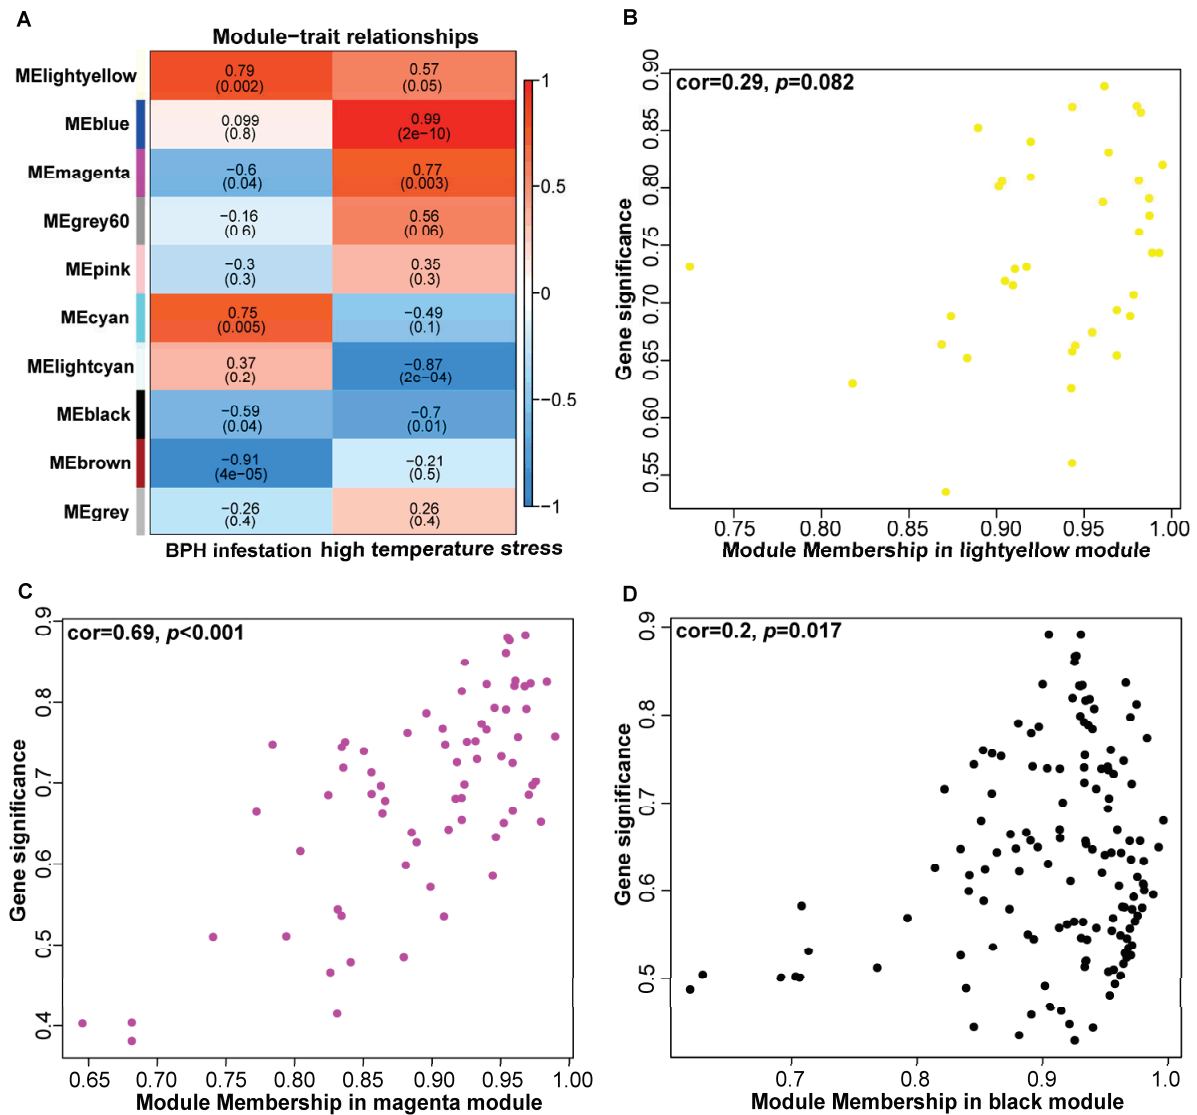 A
Module−trait relationships
MElightyellow
0.79
(0.002)
0.57
(0.05)
MEblue
0.099
(0.8)
0.99
(2e−10)
MEmagenta
−0.6
(0.04)
0.77
(0.003)
MEgrey60
−0.16
(0.6)
0.56
(0.06)
MEpink
−0.3
(0.3)
0.35
(0.3)
MEcyan
0.75
(0.005)
−0.49
(0.1)
MElightcyan
0.37
(0.2)
−0.87
(2e−04)
MEblack
−0.59
(0.04)
−0.7
(0.01)
MEbrown
−0.91
(4e−05)
−0.21
(0.5)
MEgrey
−0.26
(0.4)
0.26
(0.4)
1
0.5
0
−0.5
−1
BPH infestation high temperature stress
B
cor=0.29, p=0.082
Gene significance
0.90
0.85
0.80
0.75
0.70
0.65
0.60
0.55
0.75 0.80 0.85 0.90 0.95 1.00
Module Membership in lightyellow module
C
cor=0.69, p<0.001
Gene significance
0.9
0.8
0.7
0.6
0.5
0.4
0.65 0.70 0.75 0.80 0.85 0.90 0.95 1.00
Module Membership in magenta module
D
cor=0.2, p=0.017
Gene significance
0.9
0.8
0.7
0.6
0.5
0.7 0.8 0.9 1.0
Module Membership in black module